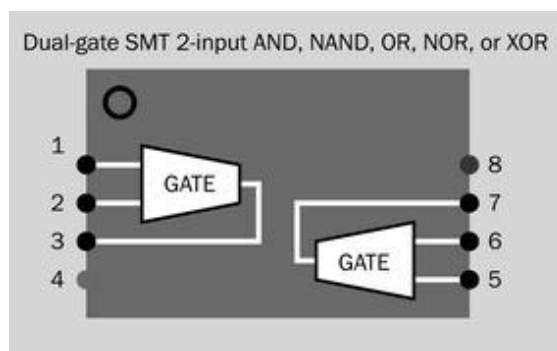 Dual-gate SMT 2-input AND, NAND, OR, NOR, or XOR
1
2
3
4
GATE
GATE
8
7
6
5